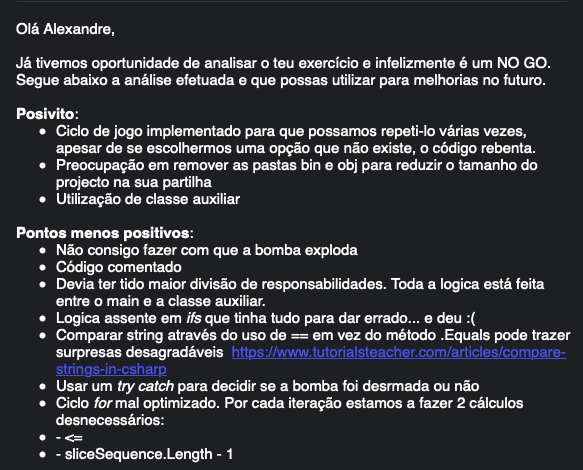 Olá Alexandre,
Já tivemos oportunidade de analisar o teu exercício e infelizmente é um NO GO.
Segue abaixo a análise efetuada e que possas utilizar para melhorias no futuro.
Posivito:
• Ciclo de jogo implementado para que possamos repeti-lo várias vezes,
apesar de se escolhermos uma opção que não existe, o código rebenta.
• Preocupação em remover as pastas bin e obj para reduzir o tamanho do
projecto na sua partilha
• Utilização de classe auxiliar
Pontos menos positivos:
• Não consigo fazer com que a bomba exploda
• Código comentado
• Devia ter tido maior divisão de responsabilidades. Toda a logica está feita
entre o main e a classe auxiliar.
• Logica assente em ifs que tinha tudo para dar errado... e deu :(
• Comparar string através do uso de == em vez do método .Equals pode trazer
surpresas desagradáveis https://www.tutorialsteacher.com/articles/compare-
strings-in-csharp
• Usar um try catch para decidir se a bomba foi desrmada ou não
• Ciclo for mal optimizado. Por cada iteração estamos a fazer 2 cálculos
desnecessários:
• - <=
• - sliceSequence.Length - 1